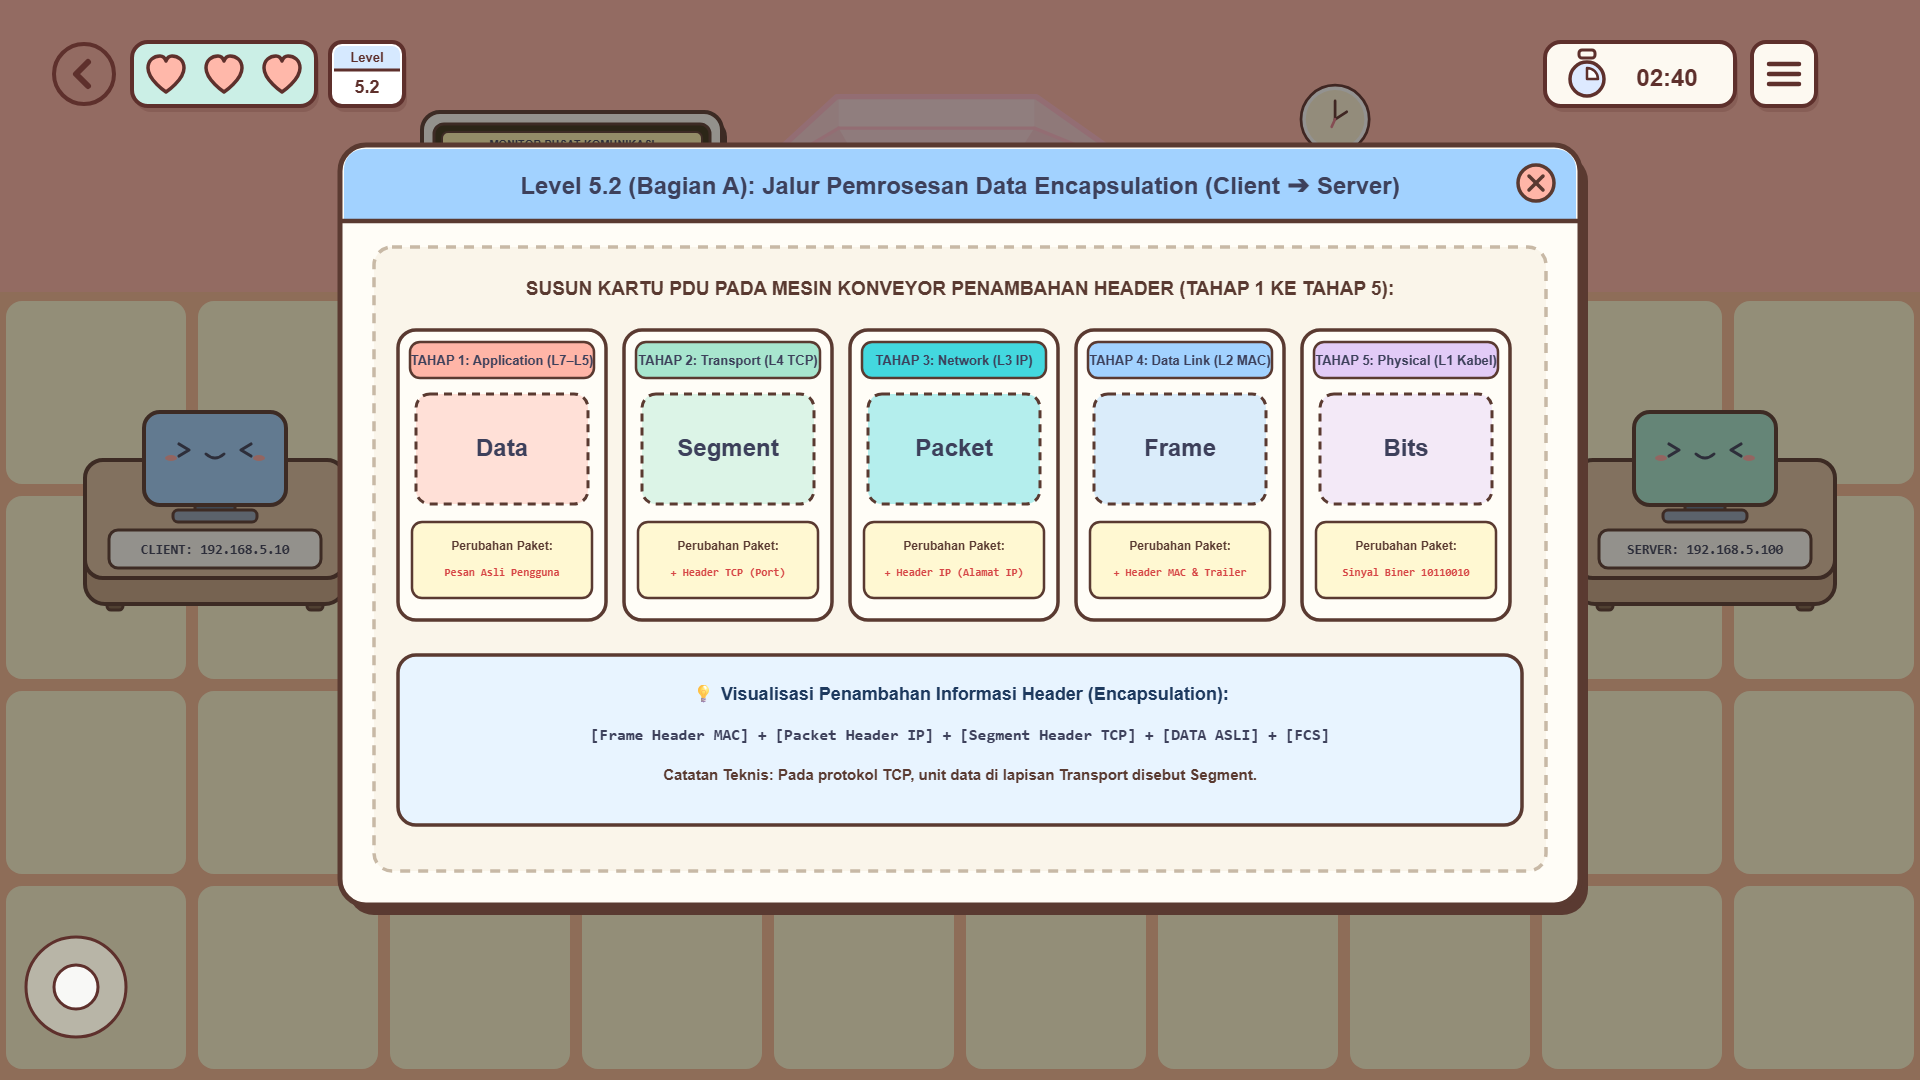 Level
5.2
02:40
Level 5.2 (Bagian A): Jalur Pemrosesan Data Encapsulation (Client ➔ Server)
SUSUN KARTU PDU PADA MESIN KONVEYOR PENAMBAHAN HEADER (TAHAP 1 KE TAHAP 5):
TAHAP 1: Application (L7–L5)
Data
Perubahan Paket:
Pesan Asli Pengguna
TAHAP 2: Transport (L4 TCP)
Segment
Perubahan Paket:
+ Header TCP (Port)
TAHAP 3: Network (L3 IP)
Packet
Perubahan Paket:
+ Header IP (Alamat IP)
TAHAP 4: Data Link (L2 MAC)
Frame
Perubahan Paket:
+ Header MAC & Trailer
TAHAP 5: Physical (L1 Kabel)
Bits
Perubahan Paket:
Sinyal Biner 10110010
CLIENT: 192.168.5.10
SERVER: 192.168.5.100
Visualisasi Penambahan Informasi Header (Encapsulation):
[Frame Header MAC] + [Packet Header IP] + [Segment Header TCP] + [DATA ASLI] + [FCS]
Catatan Teknis: Pada protokol TCP, unit data di lapisan Transport disebut Segment.